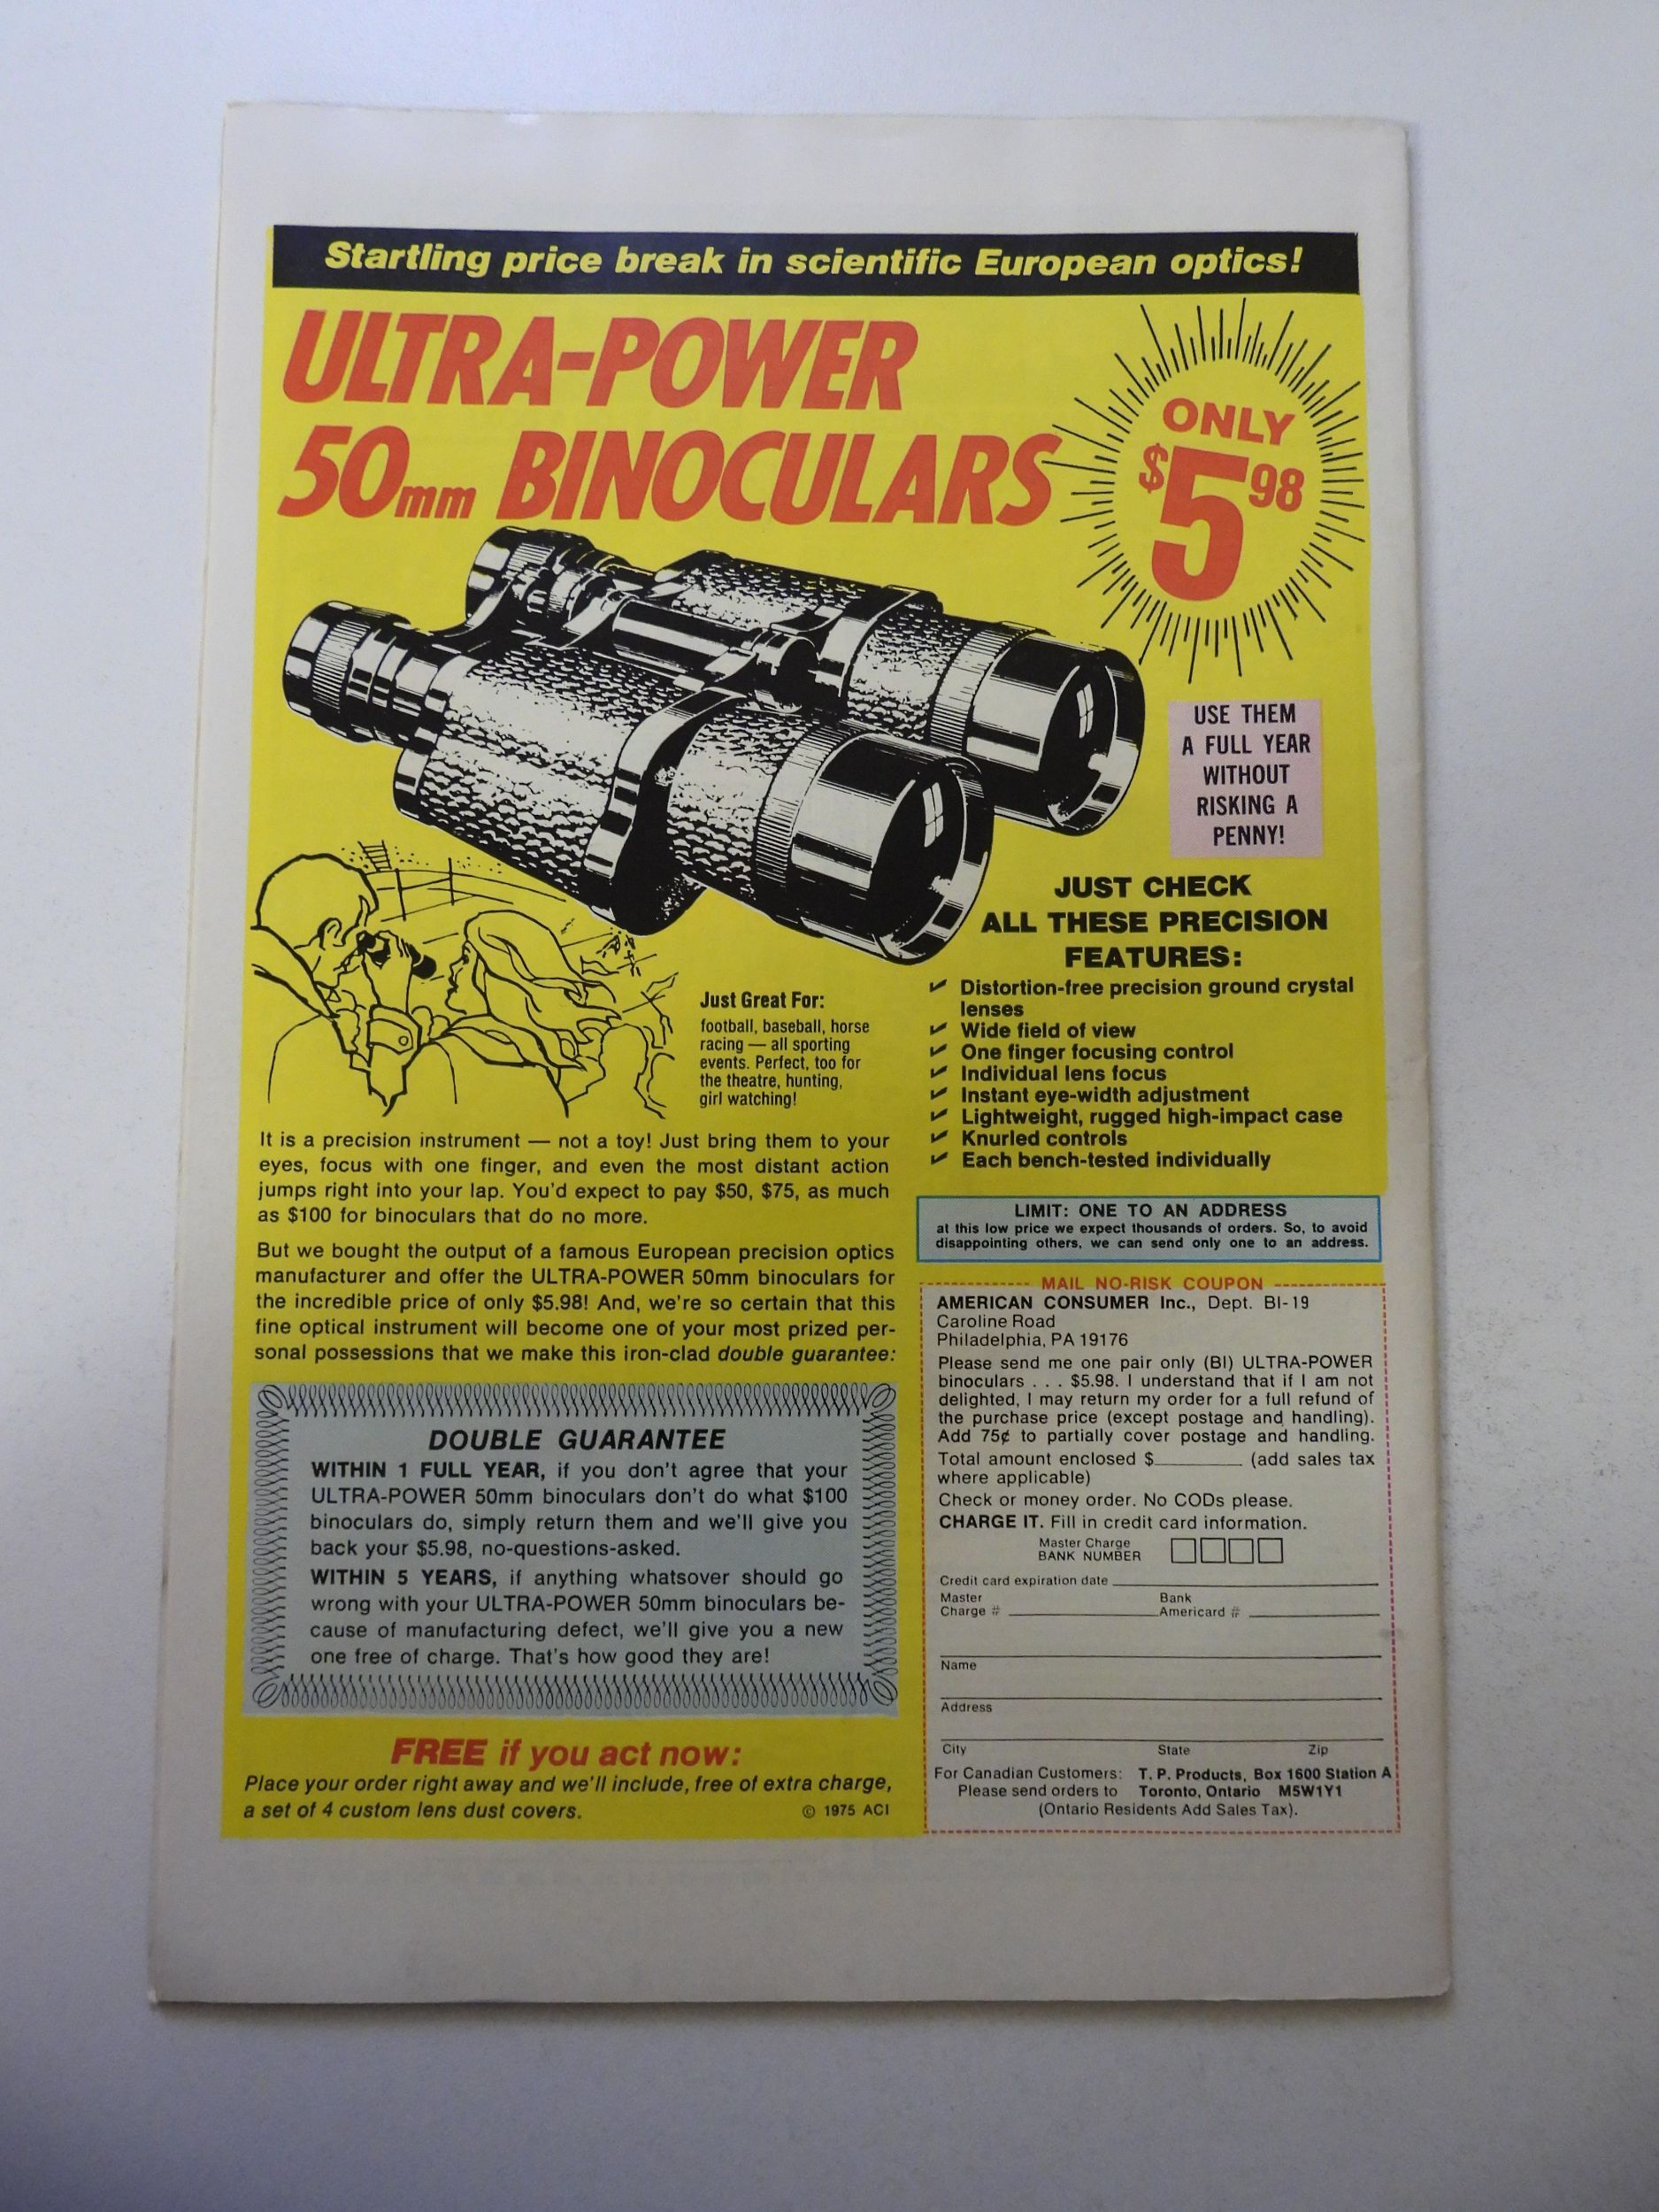 Startling price break in scientific European optics!
ULTRA-POWER
50mm BINOCULARS
ONLY
$5 98
USE THEM
A FULL YEAR
WITHOUT
RISKING A
PENNY!
Just Great For:
football, baseball, horse
racing — all sporting
events. Perfect, too for
the theatre, hunting,
girl watching!
It is a precision instrument — not a toy! Just bring them to your
eyes, focus with one finger, and even the most distant action
jumps right into your lap. You'd expect to pay $50, $75, as much
as $100 for binoculars that do no more.
But we bought the output of a famous European precision optics
manufacturer and offer the ULTRA-POWER 50mm binoculars for
the incredible price of only $5.98! And, we're so certain that this
fine optical instrument will become one of your most prized per-
sonal possessions that we make this iron-clad double guarantee:
DOUBLE GUARANTEE
WITHIN 1 FULL YEAR, if you don't agree that your
ULTRA-POWER 50mm binoculars don't do what $100
binoculars do, simply return them and we'll give you
back your $5.98, no-questions-asked.
WITHIN 5 YEARS, if anything whatsover should go
wrong with your ULTRA-POWER 50mm binoculars be-
cause of manufacturing defect, we'll give you a new
one free of charge. That's how good they are!
FREE if you act now:
Place your order right away and we'll include, free of extra charge,
a set of 4 custom lens dust covers. © 1975 ACI
JUST CHECK
ALL THESE PRECISION
FEATURES:
✓ Distortion-free precision ground crystal
lenses
✓ Wide field of view
✓ One finger focusing control
✓ Individual lens focus
✓ Instant eye-width adjustment
✓ Lightweight, rugged high-impact case
✓ Knurled controls
✓ Each bench-tested individually
LIMIT: ONE TO AN ADDRESS
at this low price we expect thousands of orders. So, to avoid
disappointing others, we can send only one to an address.
MAIL NO-RISK COUPON
AMERICAN CONSUMER Inc., Dept. BI-19
Caroline Road
Philadelphia, PA 19176
Please send me one pair only (BI) ULTRA-POWER
binoculars . . . $5.98. I understand that if I am not
delighted, I may return my order for a full refund of
the purchase price (except postage and handling).
Add 75¢ to partially cover postage and handling.
Total amount enclosed $________ (add sales tax
where applicable)
Check or money order. No CODs please.
CHARGE IT. Fill in credit card information.
Master Charge
BANK NUMBER
Credit card expiration date
Master Bank
Charge # Americard #
Name
Address
City State Zip
For Canadian Customers: T. P. Products, Box 1600 Station A
Please send orders to Toronto, Ontario M5W1Y1
(Ontario Residents Add Sales Tax).